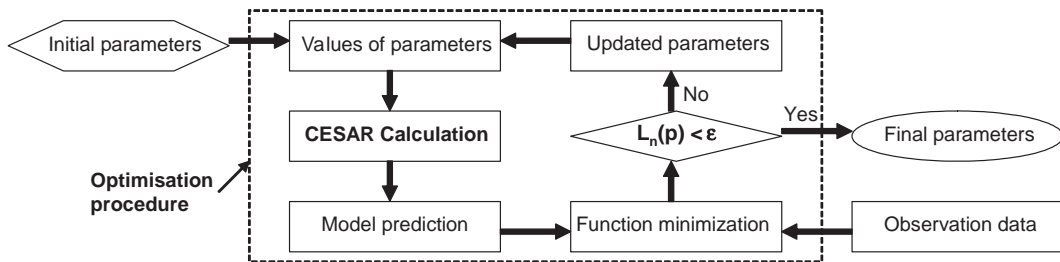 Initial parameters
Values of parameters
Updated parameters
No
Yes
CESAR Calculation
Lₙ(p) < ε
Final parameters
Optimisation
procedure
Model prediction
Function minimization
Observation data